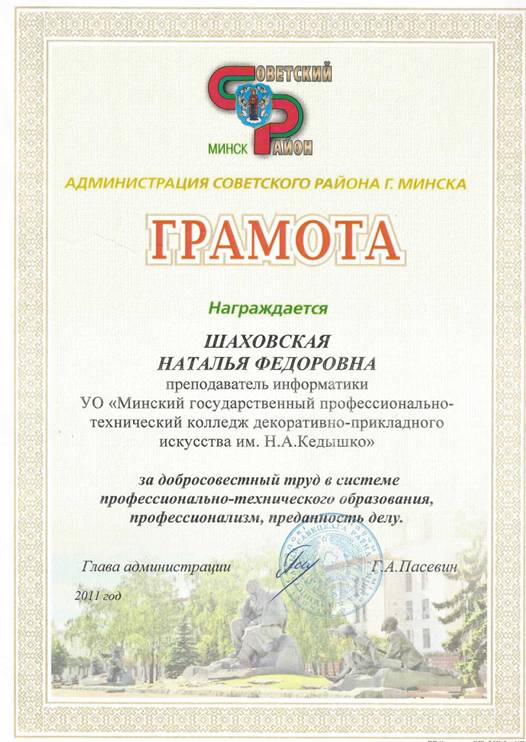 СОВЕТСКИЙ
МИНСК РАЙОН
АДМИНИСТРАЦИЯ СОВЕТСКОГО РАЙОНА Г. МИНСКА
ГРАМОТА
Награждается
ШАХОВСКАЯ
НАТАЛЬЯ ФЕДОРОВНА
преподаватель информатики
УО «Минский государственный профессионально-
технический колледж декоративно-прикладного
искусства им. Н.А.Кедышко»
за добросовестный труд в системе
профессионально-технического образования,
профессионализм, преданность делу.
Глава администрации Г.А.Пасевин
2011 год